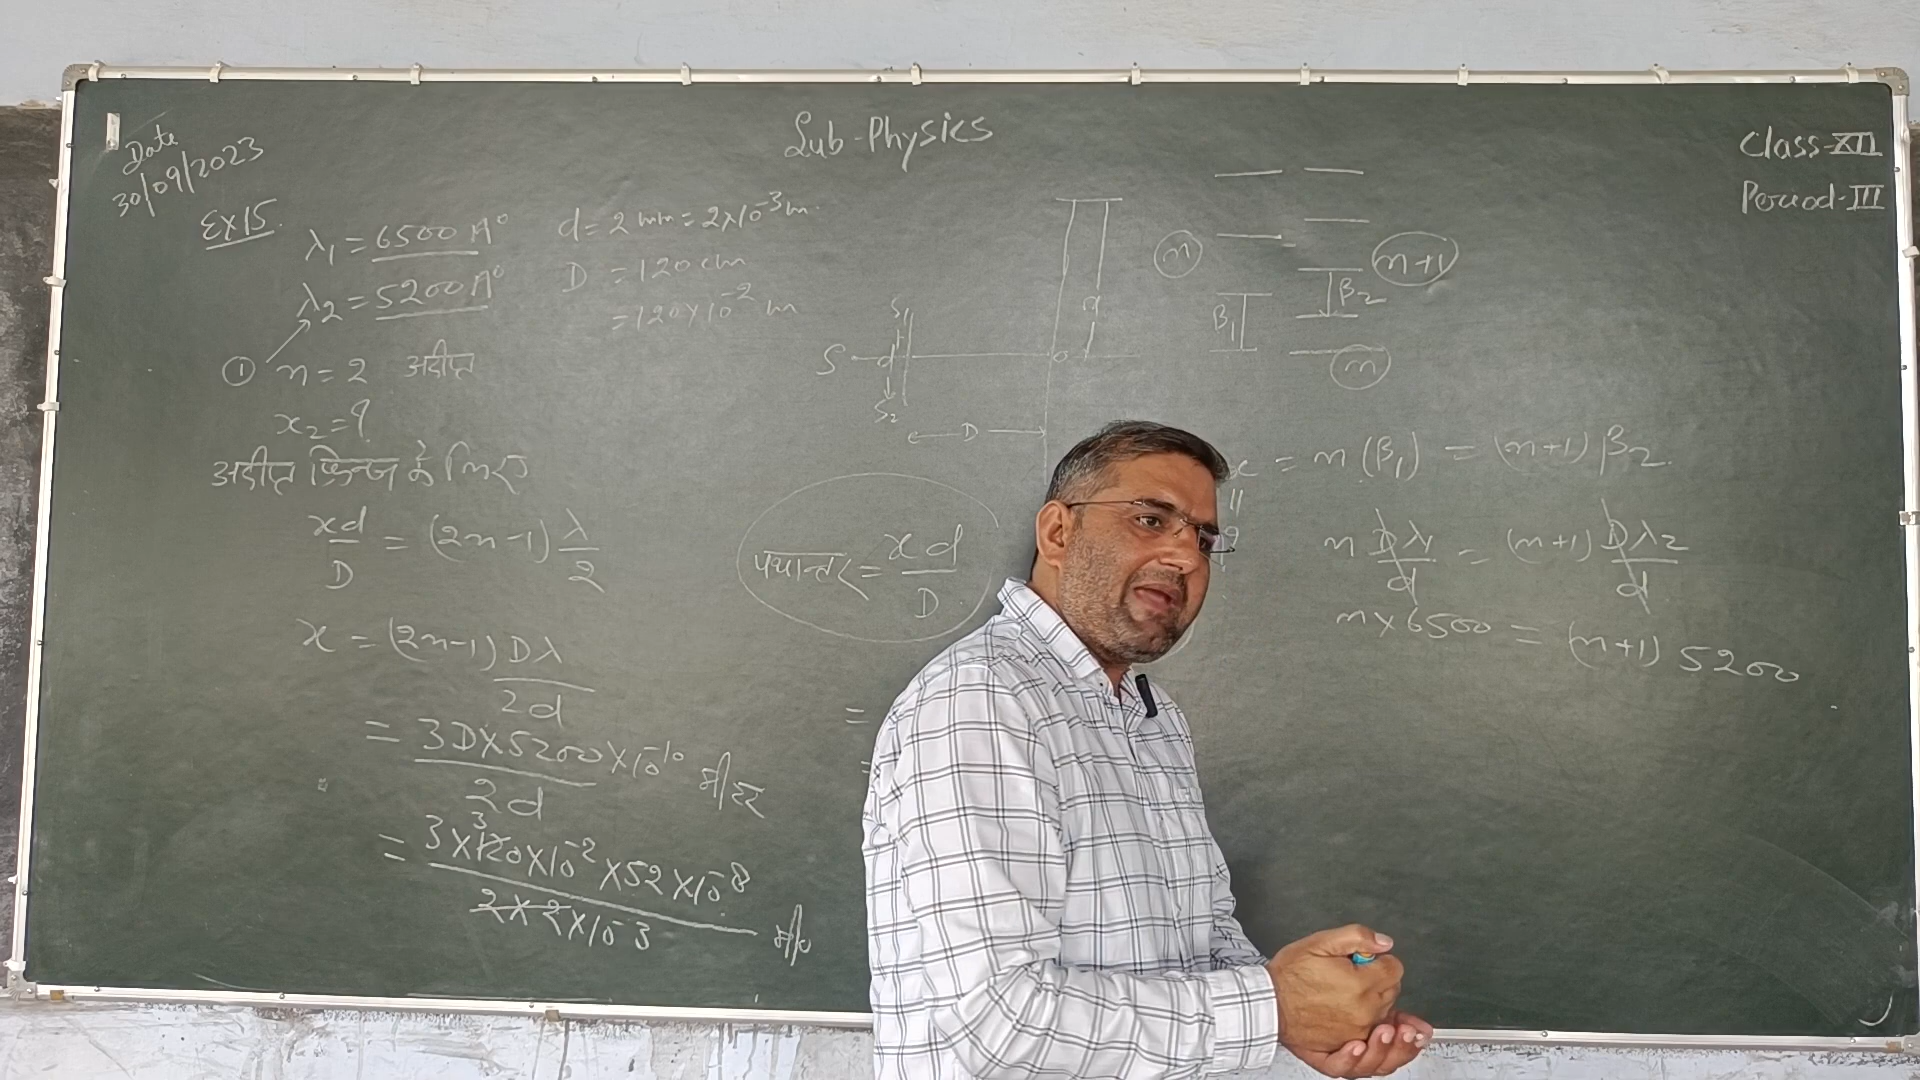 Date
30/09/2023
Sub-Physics
Class-XII
Period-III
Ex15.
λ₁ = 6500 A°
λ₂ = 5200 A°
d = 2 mm = 2×10⁻³ m.
D = 120 cm
= 120×10⁻² m
① n = 2 अदीप्त
x₂ = ?
अदीप्त फ्रिन्ज के लिए
xd/D = (2n-1) λ/2
x = (2n-1) Dλ/2d
= 3D×5200×10⁻¹⁰/2d मीटर
= 3×120×10⁻²×52×10⁻⁸/2×2×10⁻³ मी०
3
S
S₁
d
S₂
D
O
पथान्तर = xd/D
=
n
n+1
β₁
β₂
n
x = n(β₁) = (n+1)β₂.
||
n Dλ₁/d = (n+1) Dλ₂/d
n×6500 = (n+1) 5200